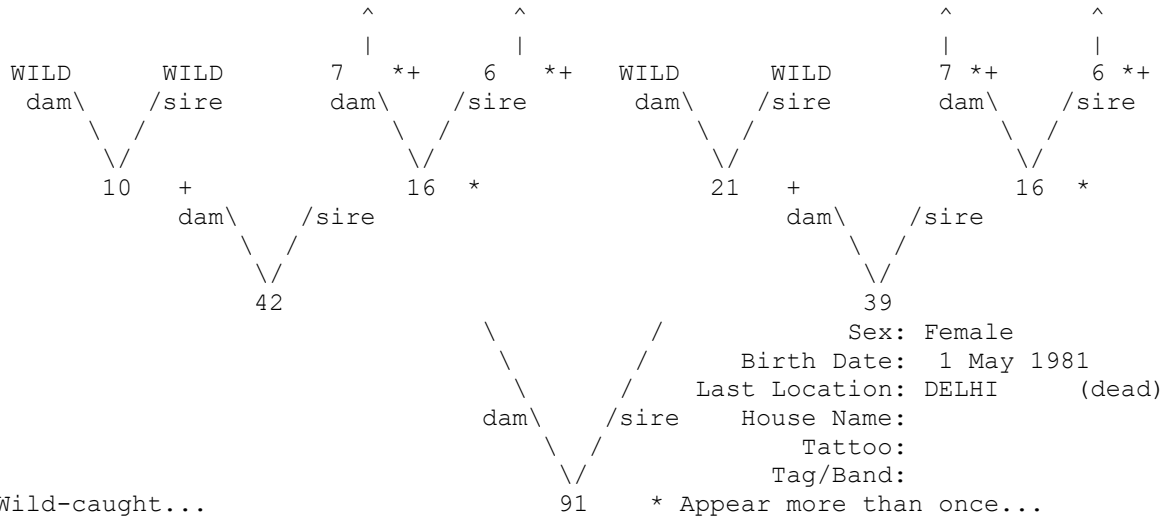 ^ ^ ^ ^
| | | |
WILD WILD 7 *+ 6 *+ WILD WILD 7 *+ 6 *+
dam\ /sire dam\ /sire dam\ /sire dam\ /sire
\ / \ / \ / \ /
\/ \/ \/ \/
10 + 16 * 21 + 16 *
dam\ /sire dam\ /sire
\ / \ /
\/ \/
42 39
\ / Sex: Female
\ / Birth Date: 1 May 1981
\ / Last Location: DELHI (dead)
dam\ /sire House Name:
\ / Tattoo:
\/ Tag/Band:
Wild-caught... 91 * Appear more than once...